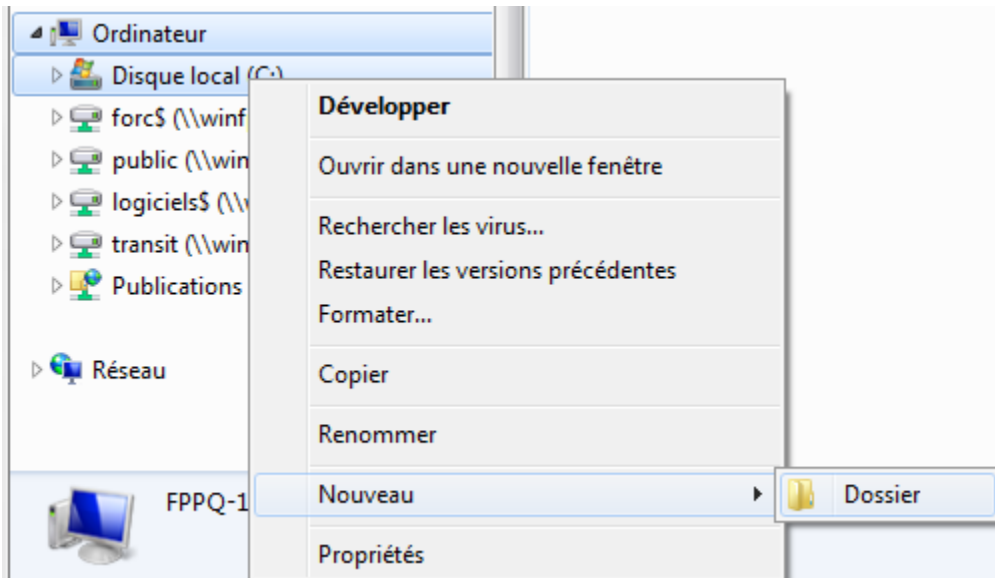 Ordinateur
Disque local (C:)
forc$ (\\winf
public (\\win
logiciels$ (\\
transit (\\win
Publications
Réseau
FPPQ-1
Développer
Ouvrir dans une nouvelle fenêtre
Rechercher les virus...
Restaurer les versions précédentes
Formater...
Copier
Renommer
Nouveau
Dossier
Propriétés